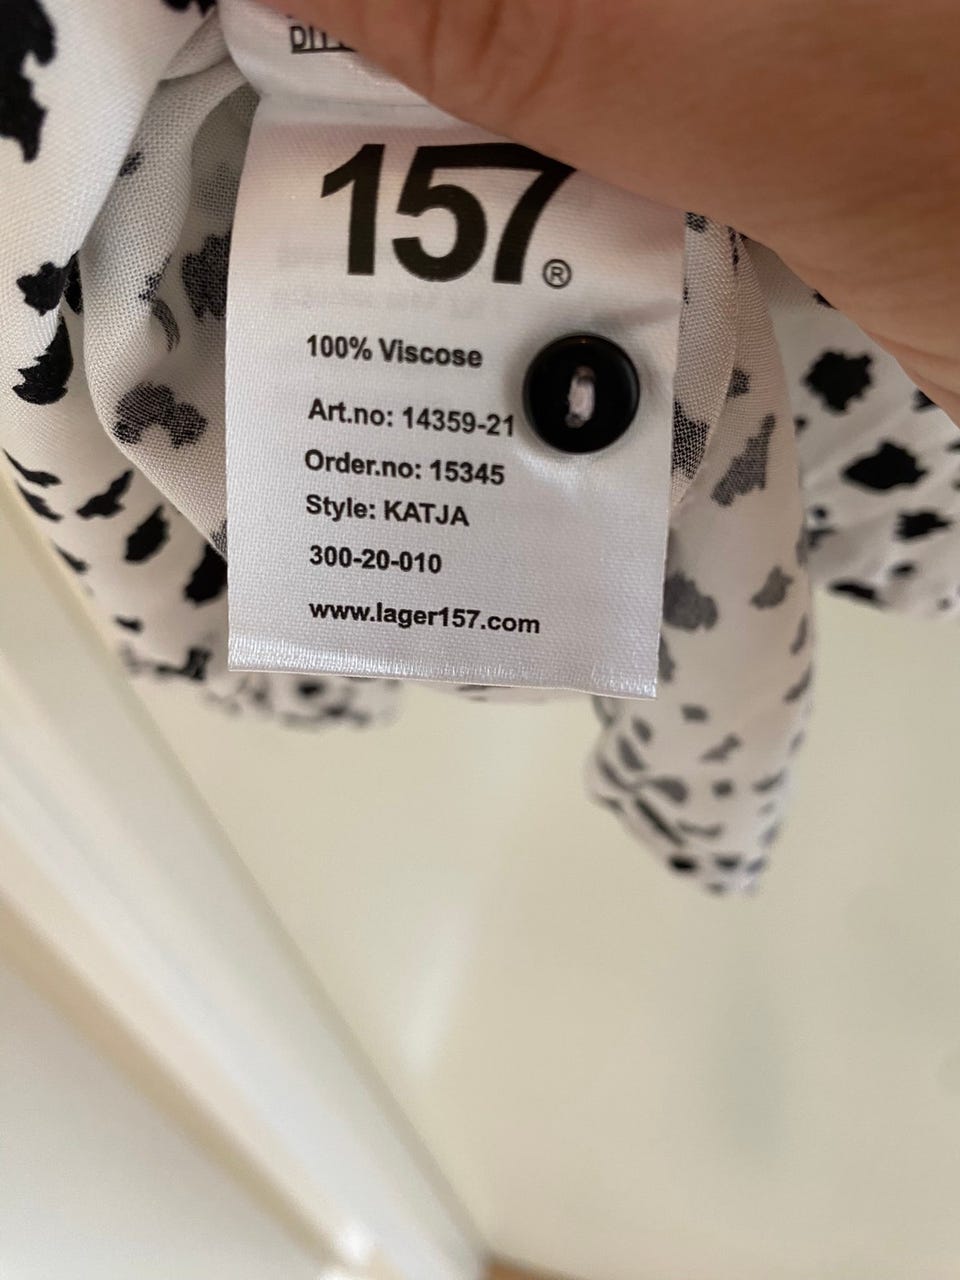 157®
100% Viscose
Art.no: 14359-21
Order.no: 15345
Style: KATJA
300-20-010
www.lager157.com